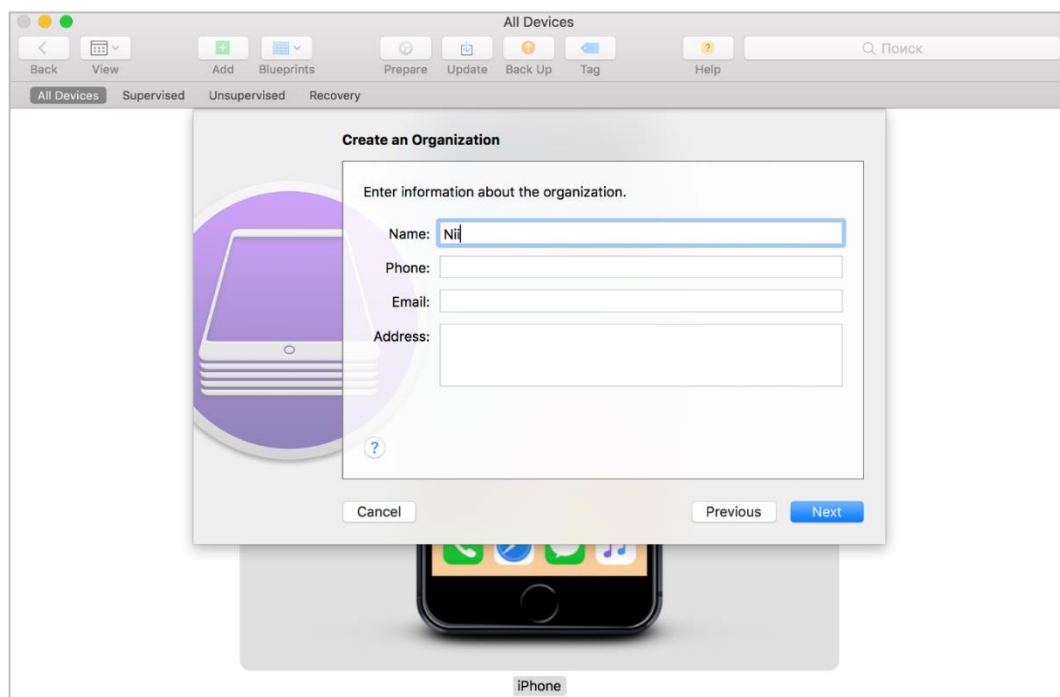 All Devices
Back View Add Blueprints Prepare Update Back Up Tag Help Поиск
All Devices Supervised Unsupervised Recovery
Create an Organization
Enter information about the organization.
Name: Nii
Phone:
Email:
Address:
?
Cancel Previous Next
iPhone